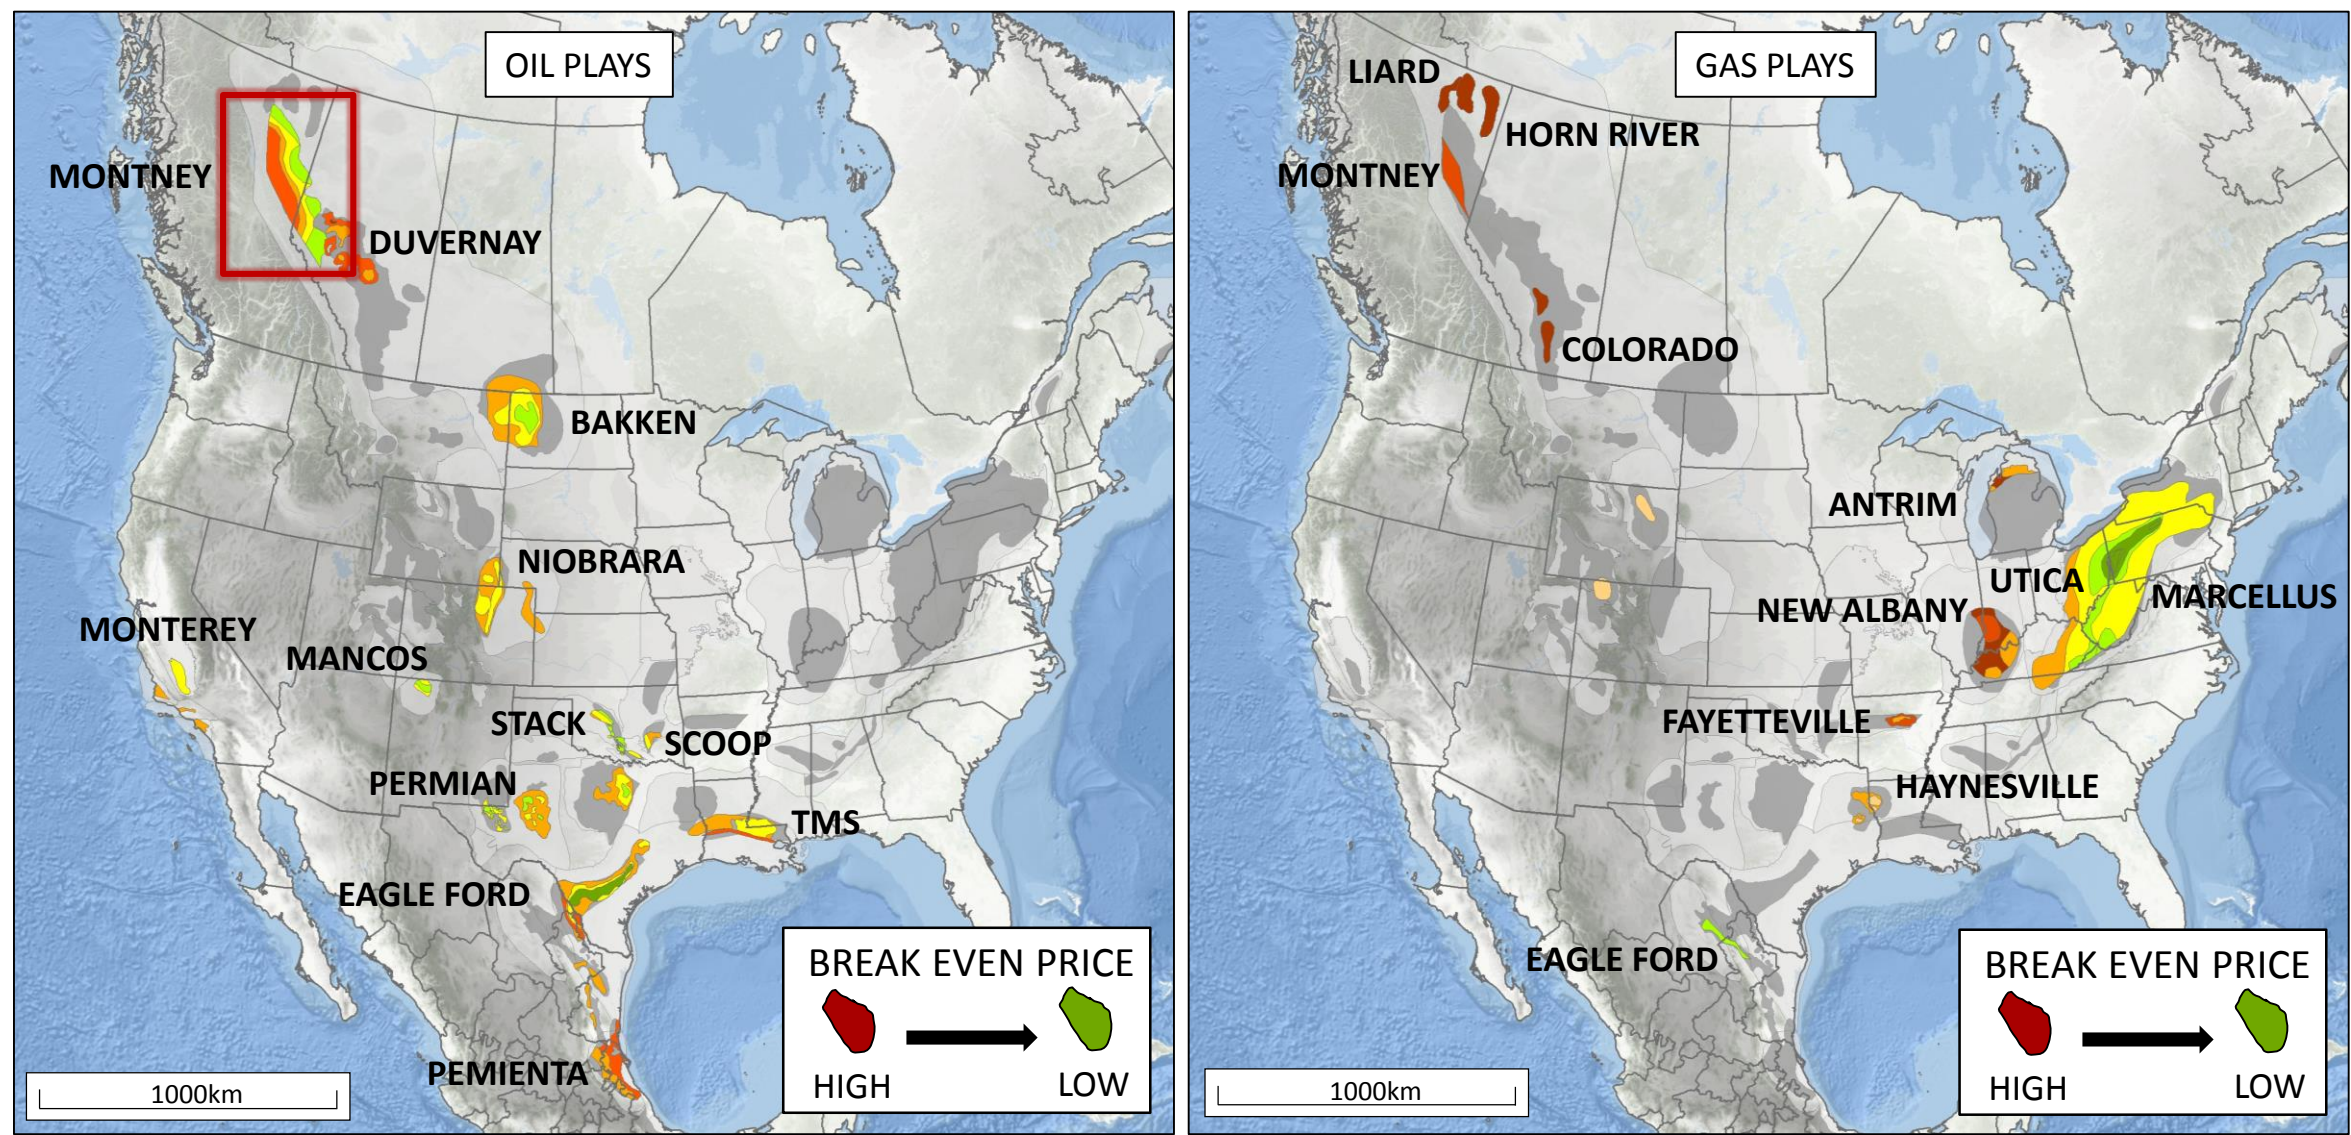 OIL PLAYS
MONTNEY
DUVERNAY
BAKKEN
NIOBRARA
MONTEREY
MANCOS
STACK
SCOOP
PERMIAN
TMS
EAGLE FORD
PEMIENTA
BREAK EVEN PRICE
HIGH
LOW
1000km
GAS PLAYS
LIARD
HORN RIVER
MONTNEY
COLORADO
ANTRIM
UTICA
MARCELLUS
NEW ALBANY
FAYETTEVILLE
HAYNESVILLE
EAGLE FORD
BREAK EVEN PRICE
HIGH
LOW
1000km